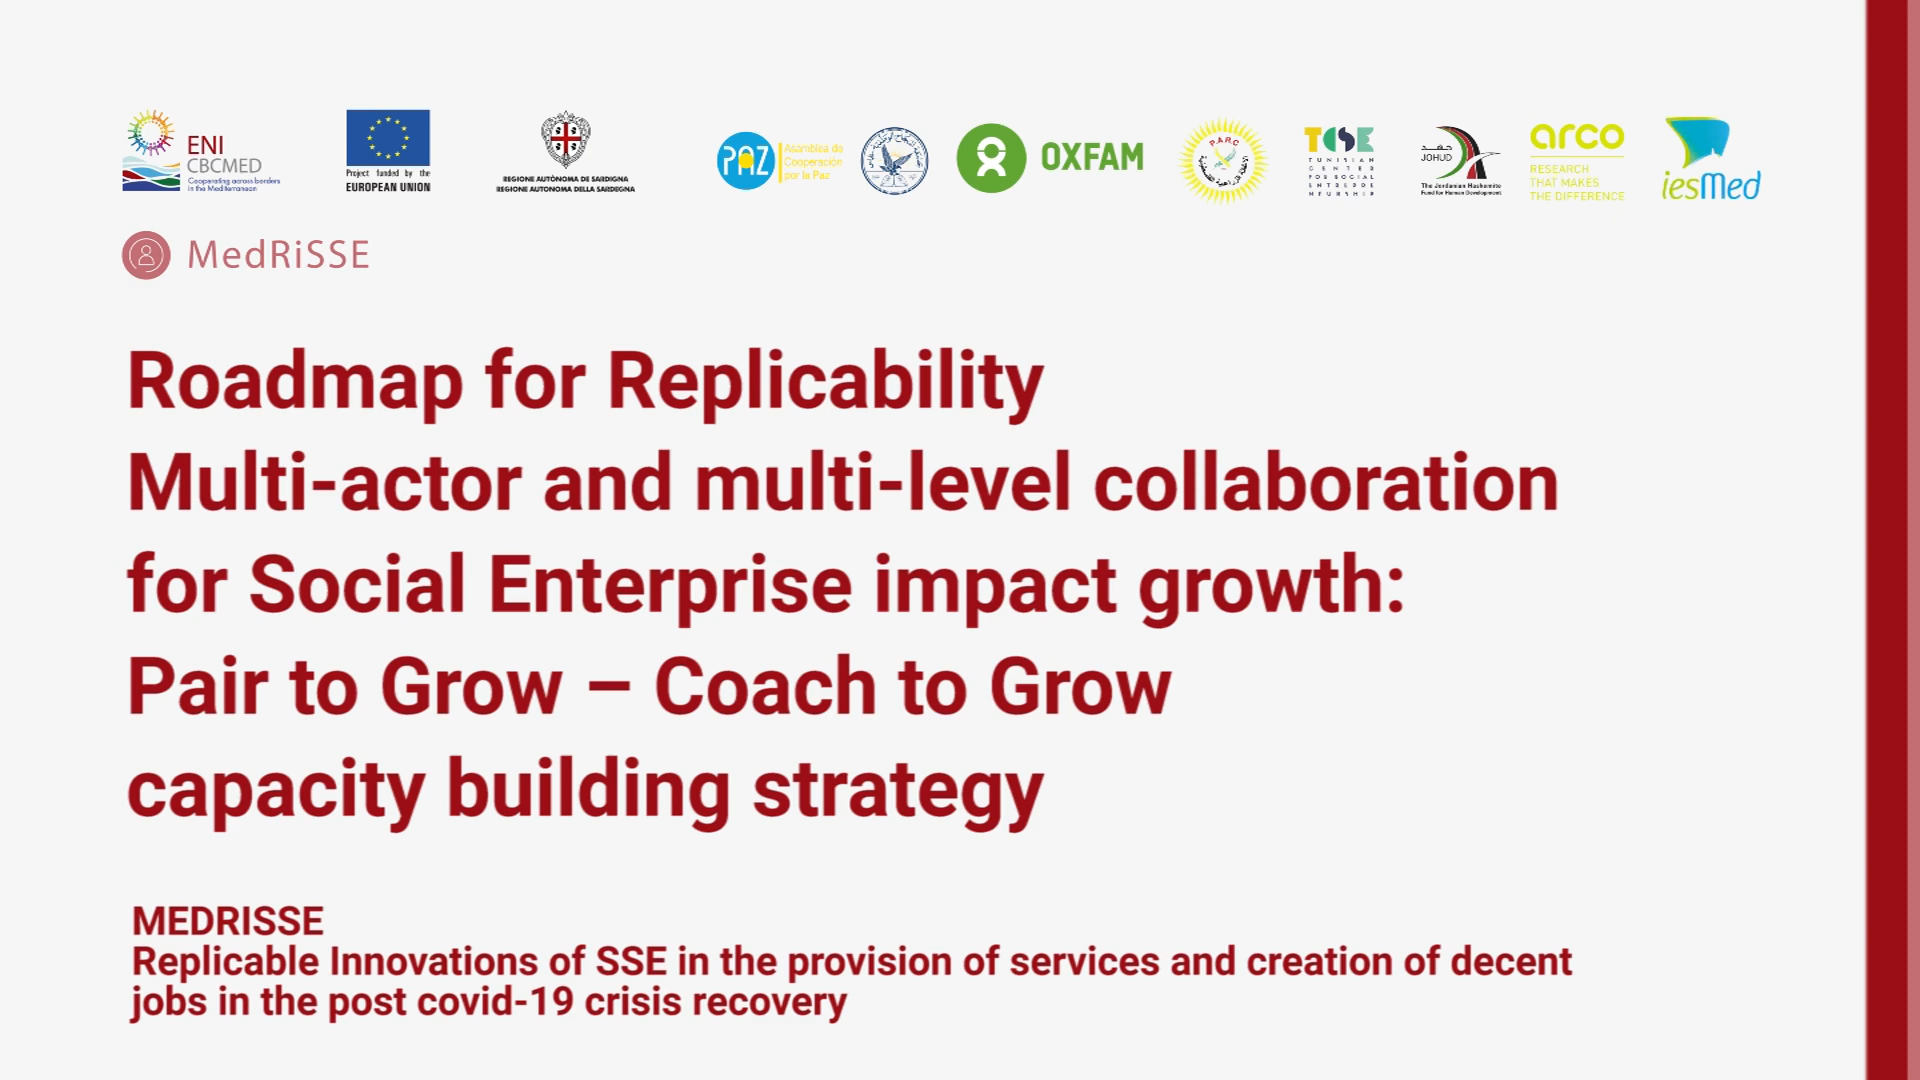 ENI
CBCMED
Cooperating across borders
in the Mediterranean
Project funded by the
EUROPEAN UNION
REGIONE AUTÒNOMA DE SARDIGNA
REGIONE AUTONOMA DELLA SARDEGNA
PAZ
Asamblea de
Cooperación
por la Paz
OXFAM
P.A.R.C
TCSE
TUNISIAN
CENTER
FOR SOCIAL
ENTREPRE
NEURSHIP
JOHUD
The Jordanian Hashemite
Fund for Human Development
arco
RESEARCH
THAT MAKES
THE DIFFERENCE
iesMed
MedRiSSE
Roadmap for Replicability
Multi-actor and multi-level collaboration
for Social Enterprise impact growth:
Pair to Grow – Coach to Grow
capacity building strategy
MEDRISSE
Replicable Innovations of SSE in the provision of services and creation of decent
jobs in the post covid-19 crisis recovery